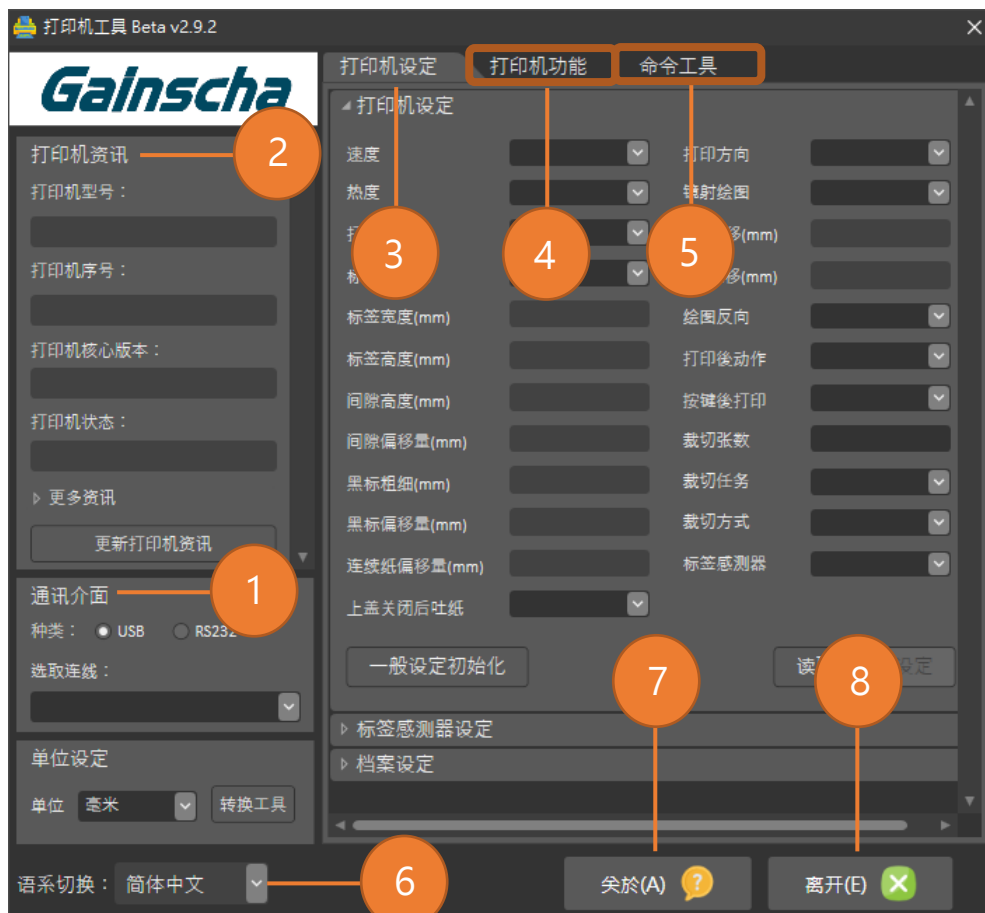 打印机工具 Beta v2.9.2
Gainscha
打印机设定
打印机功能
命令工具
打印机资讯
2
打印机型号：
打印机序号：
打印机核心版本：
打印机状态：
更多资讯
更新打印机资讯
通讯介面
1
种类：
USB
RS232
选取连线：
单位设定
单位
毫米
转换工具
打印机设定
速度
打印方向
热度
镜射绘图
3
4
5
(mm)
(mm)
标签宽度(mm)
绘图反向
标签高度(mm)
打印後动作
间隙高度(mm)
按键後打印
间隙偏移量(mm)
裁切张数
黑标粗细(mm)
裁切任务
黑标偏移量(mm)
裁切方式
连续纸偏移量(mm)
标签感测器
上盖关闭后吐纸
一般设定初始化
7
8
设定
标签感测器设定
档案设定
语系切换：
简体中文
6
关於(A)
离开(E)